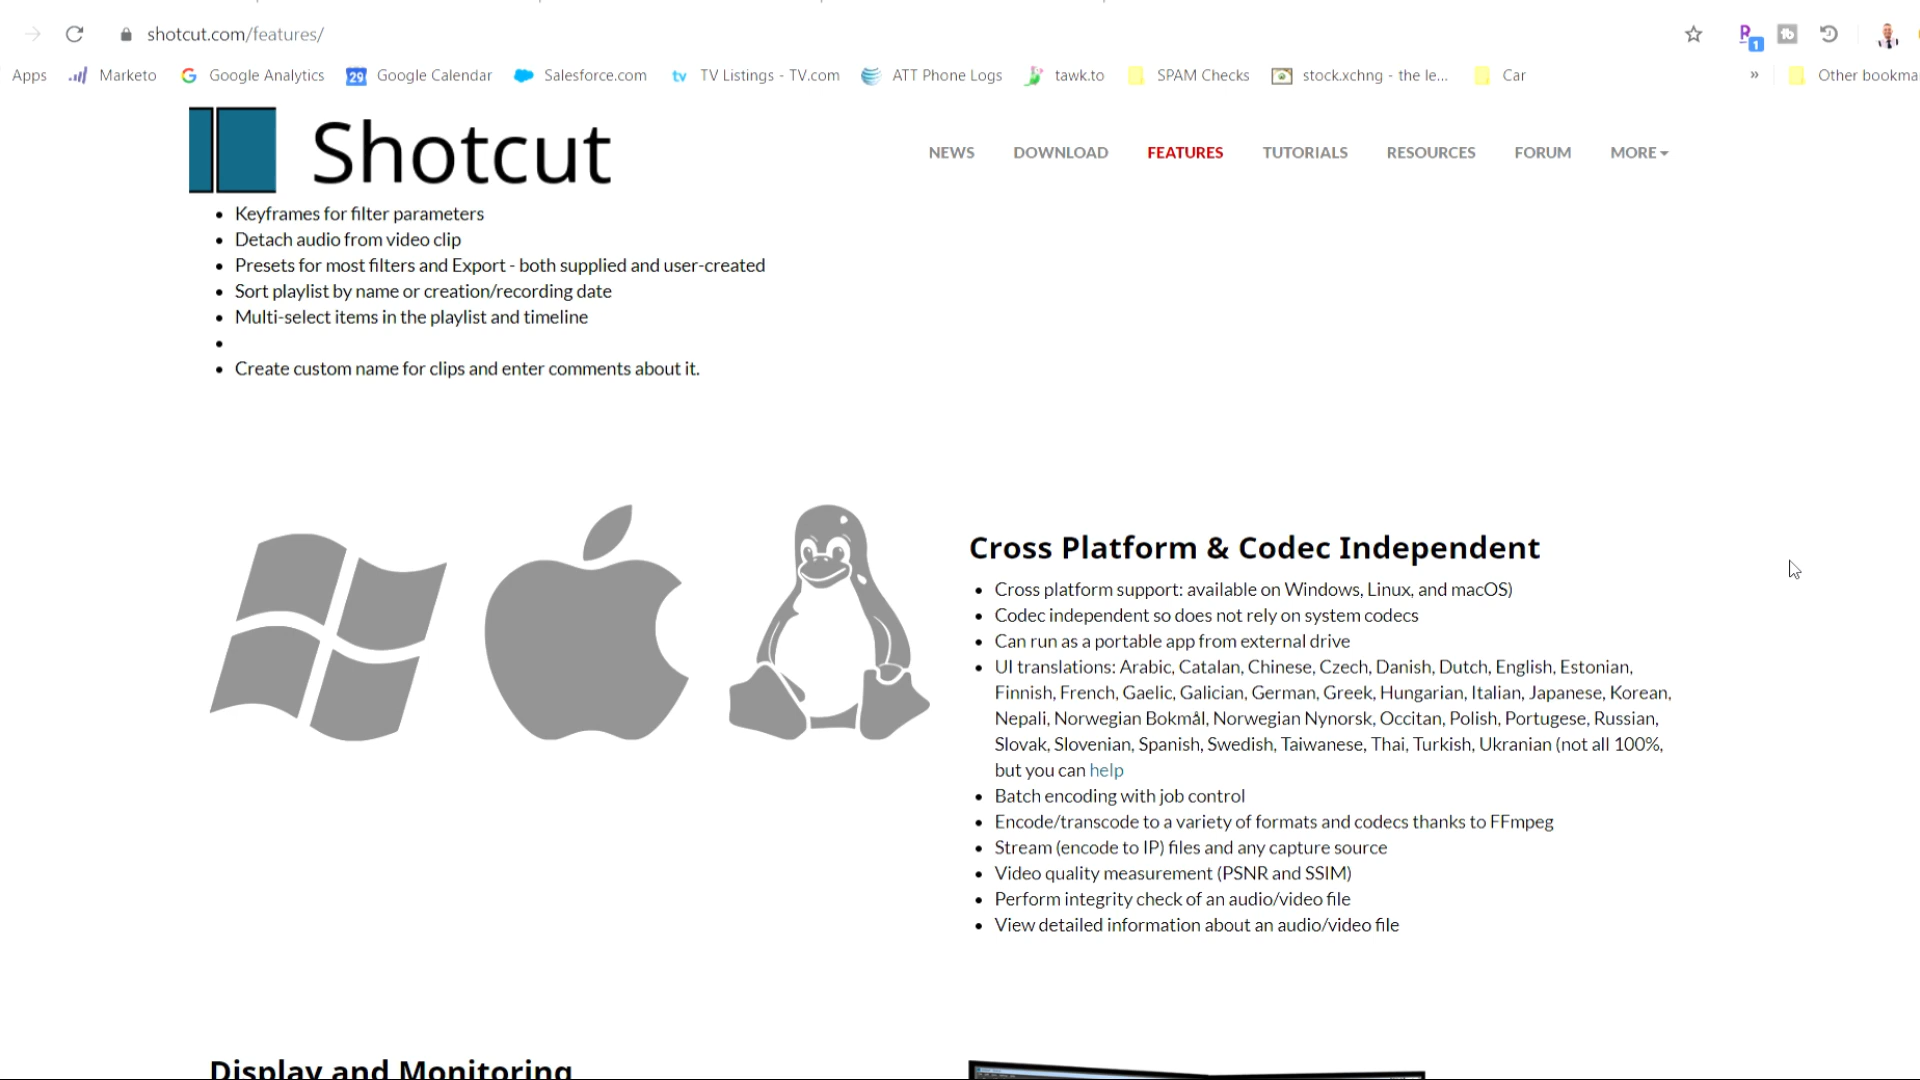 shotcut.com/features/
1
Apps
Marketo
G Google Analytics
29 Google Calendar
Salesforce.com
tv TV Listings - TV.com
ATT Phone Logs
tawk.to
SPAM Checks
stock.xchng - the le...
Car
»
Other bookma
Shotcut
NEWS DOWNLOAD FEATURES TUTORIALS RESOURCES FORUM MORE
• Keyframes for filter parameters
• Detach audio from video clip
• Presets for most filters and Export - both supplied and user-created
• Sort playlist by name or creation/recording date
• Multi-select items in the playlist and timeline
•
• Create custom name for clips and enter comments about it.
Cross Platform & Codec Independent
• Cross platform support: available on Windows, Linux, and macOS)
• Codec independent so does not rely on system codecs
• Can run as a portable app from external drive
• UI translations: Arabic, Catalan, Chinese, Czech, Danish, Dutch, English, Estonian,
Finnish, French, Gaelic, Galician, German, Greek, Hungarian, Italian, Japanese, Korean,
Nepali, Norwegian Bokmål, Norwegian Nynorsk, Occitan, Polish, Portugese, Russian,
Slovak, Slovenian, Spanish, Swedish, Taiwanese, Thai, Turkish, Ukranian (not all 100%,
but you can help
• Batch encoding with job control
• Encode/transcode to a variety of formats and codecs thanks to FFmpeg
• Stream (encode to IP) files and any capture source
• Video quality measurement (PSNR and SSIM)
• Perform integrity check of an audio/video file
• View detailed information about an audio/video file
Display and Monitoring